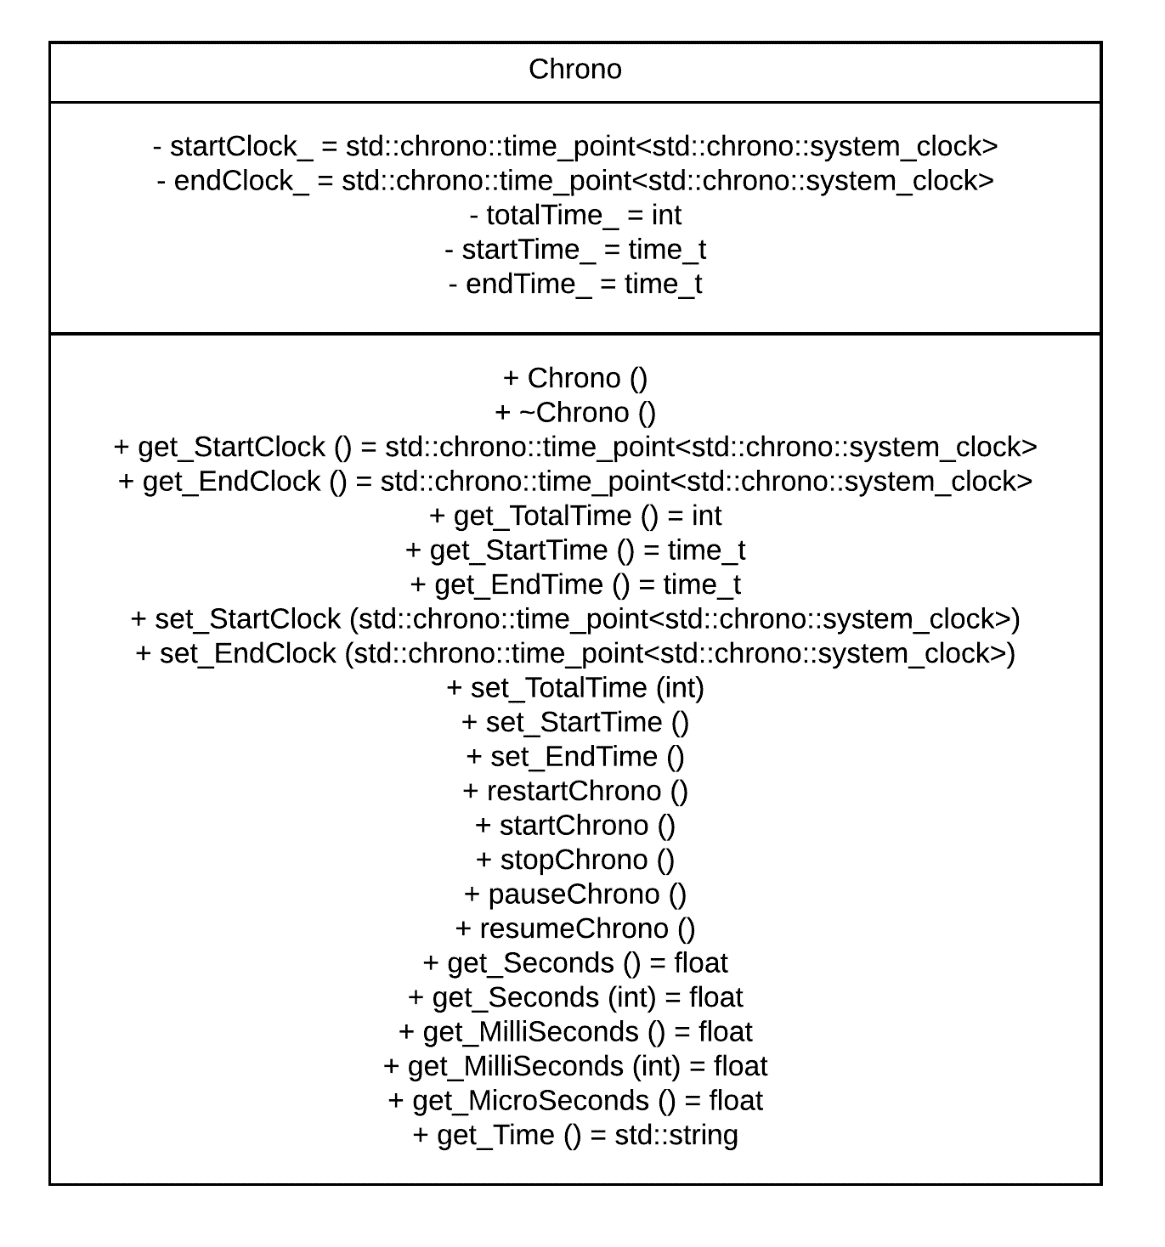 Chrono
- startClock_ = std::chrono::time_point<std::chrono::system_clock>
- endClock_ = std::chrono::time_point<std::chrono::system_clock>
- totalTime_ = int
- startTime_ = time_t
- endTime_ = time_t
+ Chrono ()
+ ~Chrono ()
+ get_StartClock () = std::chrono::time_point<std::chrono::system_clock>
+ get_EndClock () = std::chrono::time_point<std::chrono::system_clock>
+ get_TotalTime () = int
+ get_StartTime () = time_t
+ get_EndTime () = time_t
+ set_StartClock (std::chrono::time_point<std::chrono::system_clock>)
+ set_EndClock (std::chrono::time_point<std::chrono::system_clock>)
+ set_TotalTime (int)
+ set_StartTime ()
+ set_EndTime ()
+ restartChrono ()
+ startChrono ()
+ stopChrono ()
+ pauseChrono ()
+ resumeChrono ()
+ get_Seconds () = float
+ get_Seconds (int) = float
+ get_MilliSeconds () = float
+ get_MilliSeconds (int) = float
+ get_MicroSeconds () = float
+ get_Time () = std::string